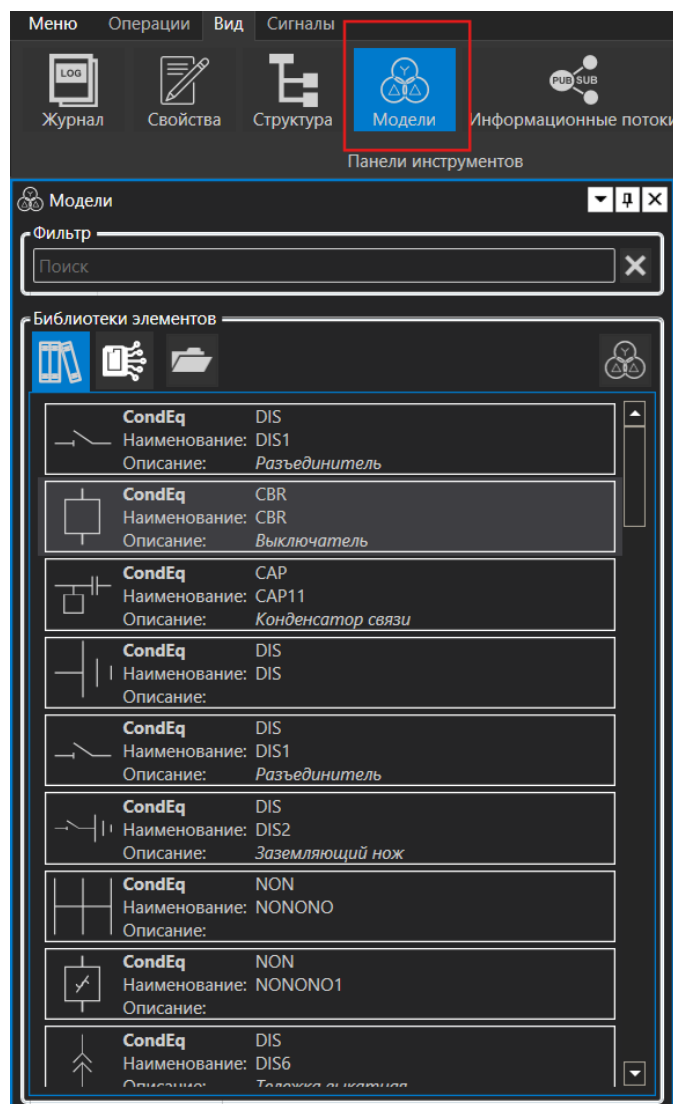 Меню Операции Вид Сигналы
LOG
PUB SUB
Журнал Свойства Структура Модели Информационные потоки
Панели инструментов
Модели
Фильтр
Поиск
Библиотеки элементов
CondEq DIS
Наименование: DIS1
Описание: Разъединитель
CondEq CBR
Наименование: CBR
Описание: Выключатель
CondEq CAP
Наименование: CAP11
Описание: Конденсатор связи
CondEq DIS
Наименование: DIS
Описание:
CondEq DIS
Наименование: DIS1
Описание: Разъединитель
CondEq DIS
Наименование: DIS2
Описание: Заземляющий нож
CondEq NON
Наименование: NONONO
Описание:
CondEq NON
Наименование: NONONO1
Описание:
CondEq DIS
Наименование: DIS6
Описание: Тележка выкатная